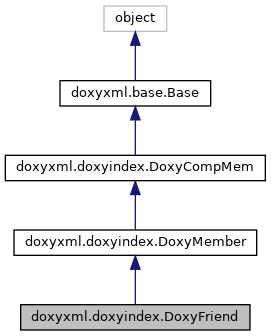 object
doxyxml.base.Base
doxyxml.doxyindex.DoxyCompMem
doxyxml.doxyindex.DoxyMember
doxyxml.doxyindex.DoxyFriend